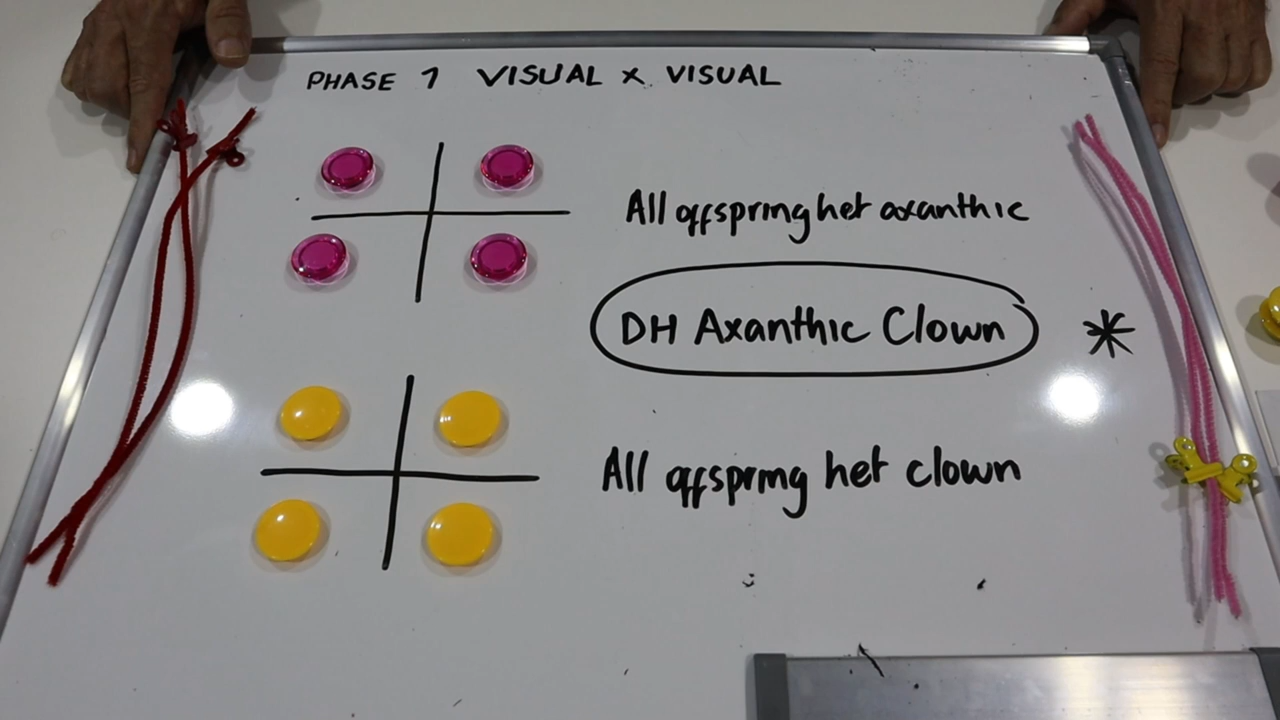 PHASE 1 VISUAL x VISUAL
All offspring het axanthic
DH Axanthic Clown *
All offspring het clown